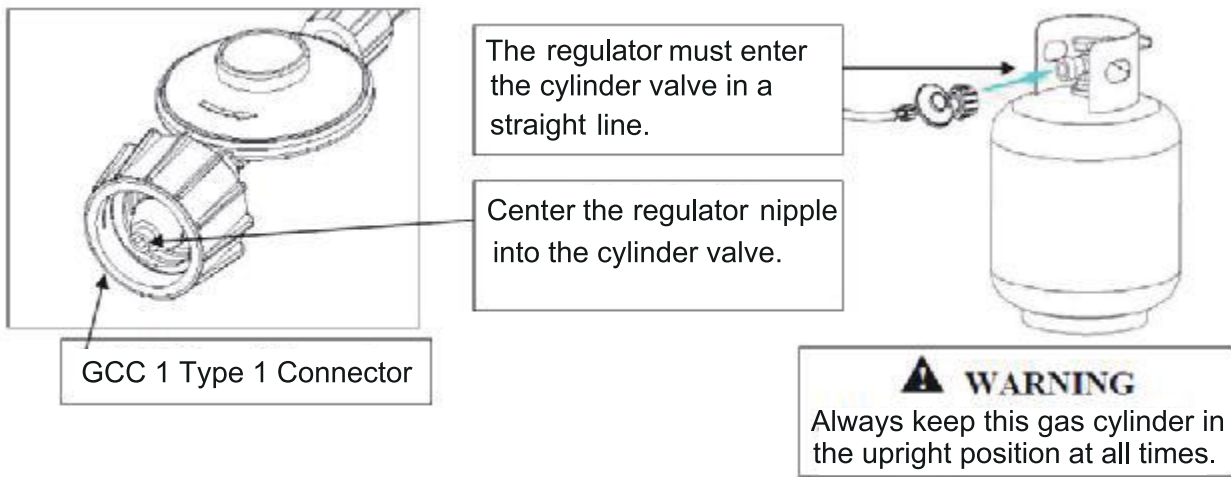 The regulator must enter
the cylinder valve in a
straight line.
Center the regulator nipple
into the cylinder valve.
GCC 1 Type 1 Connector
WARNING
Always keep this gas cylinder in
the upright position at all times.